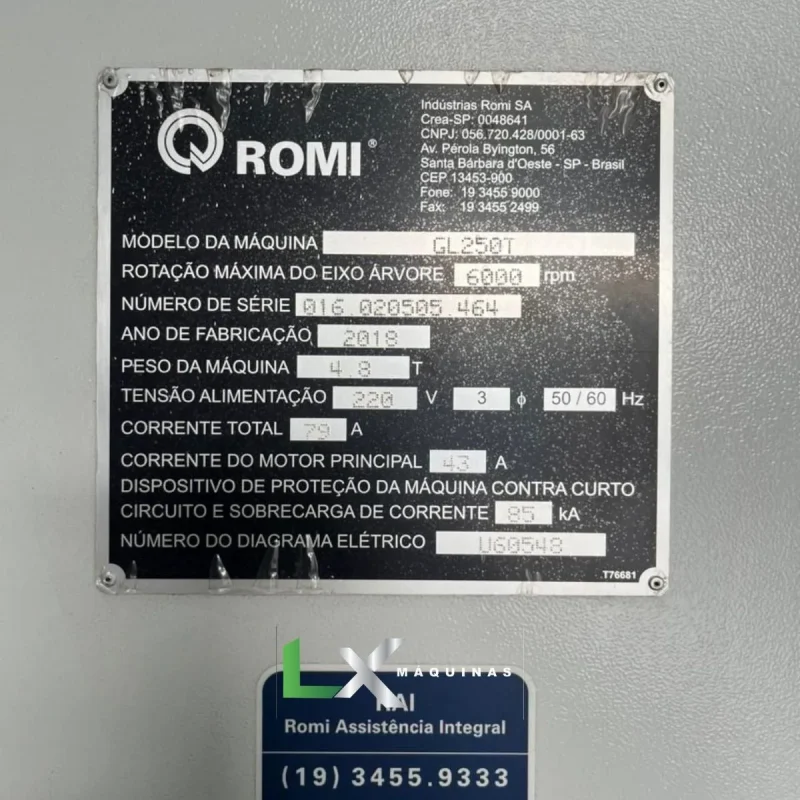 ROMI®
Indústrias Romi SA
Crea-SP: 0048641
CNPJ: 056.720.428/0001-63
Av. Pérola Byington, 56
Santa Bárbara d'Oeste - SP - Brasil
CEP 13453-900
Fone: 19 3455 9000
Fax: 19 3455 2499
MODELO DA MÁQUINA GL250T
ROTAÇÃO MÁXIMA DO EIXO ÁRVORE 6000 rpm
NÚMERO DE SÉRIE 016 020505 464
ANO DE FABRICAÇÃO 2018
PESO DA MÁQUINA 4.8 T
TENSÃO ALIMENTAÇÃO 220 V 3 ϕ 50 / 60 Hz
CORRENTE TOTAL 79 A
CORRENTE DO MOTOR PRINCIPAL 43 A
DISPOSITIVO DE PROTEÇÃO DA MÁQUINA CONTRA CURTO
CIRCUITO E SOBRECARGA DE CORRENTE 85 kA
NÚMERO DO DIAGRAMA ELÉTRICO U60548
T76681
LX MÁQUINAS
RAI
Romi Assistência Integral
(19) 3455.9333